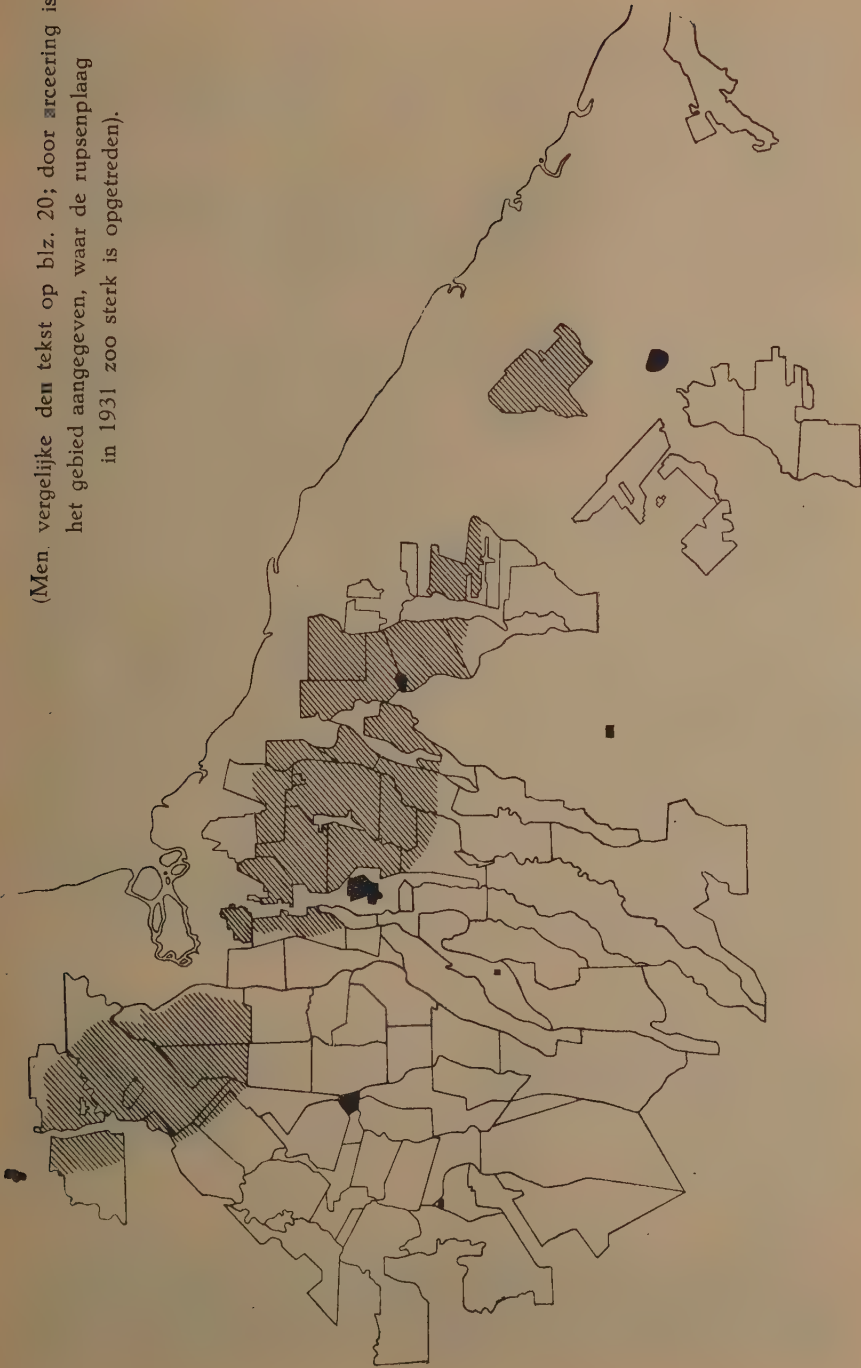 (Men vergelijke den tekst op blz. 20; door arceering is
het gebied aangegeven, waar de rupsenplaag
in 1931 zoo sterk is opgetreden).